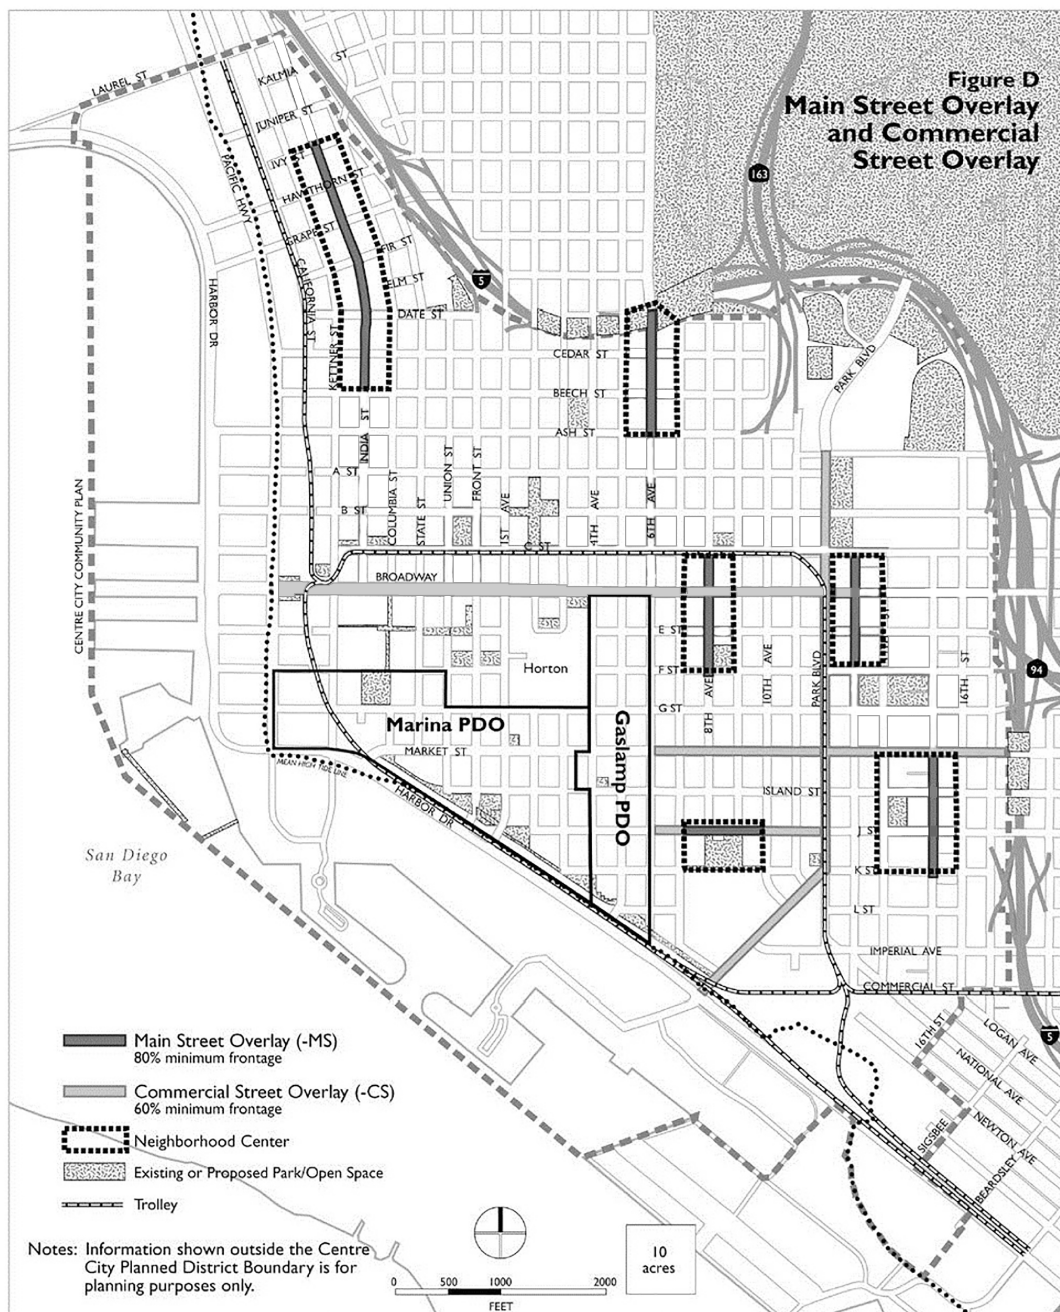 Figure D
Main Street Overlay
and Commercial
Street Overlay
LAUREL ST
KALMIA
ST
JUNIPER ST
IVY ST
HAWTHORN ST
GRAPE ST
FIR ST
ELM ST
DATE ST
PACIFIC HWY
HARBOR DR
CALIFORNIA ST
KETTNER ST
163
5
CEDAR ST
BEECH ST
ASH ST
PARK BLVD
INDIA ST
A ST
B ST
COLUMBIA ST
STATE ST
UNION ST
FRONT ST
1ST AVE
4TH AVE
6TH AVE
C ST
BROADWAY
CENTRE CITY COMMUNITY PLAN
E ST
F ST
G ST
8TH AVE
10TH AVE
PARK BLVD
16TH ST
94
Horton
Marina PDO
Gaslamp PDO
MARKET ST
MEAN HIGH TIDE LINE
HARBOR DR
ISLAND ST
J ST
K ST
L ST
IMPERIAL AVE
COMMERCIAL ST
San Diego
Bay
16TH ST
LOGAN AVE
5
NATIONAL AVE
NEWTON AVE
SIGSBEE
BEARDSLEY
Main Street Overlay (-MS)
80% minimum frontage
Commercial Street Overlay (-CS)
60% minimum frontage
Neighborhood Center
Existing or Proposed Park/Open Space
Trolley
Notes: Information shown outside the Centre
City Planned District Boundary is for
planning purposes only.
0 500 1000 2000
FEET
10
acres